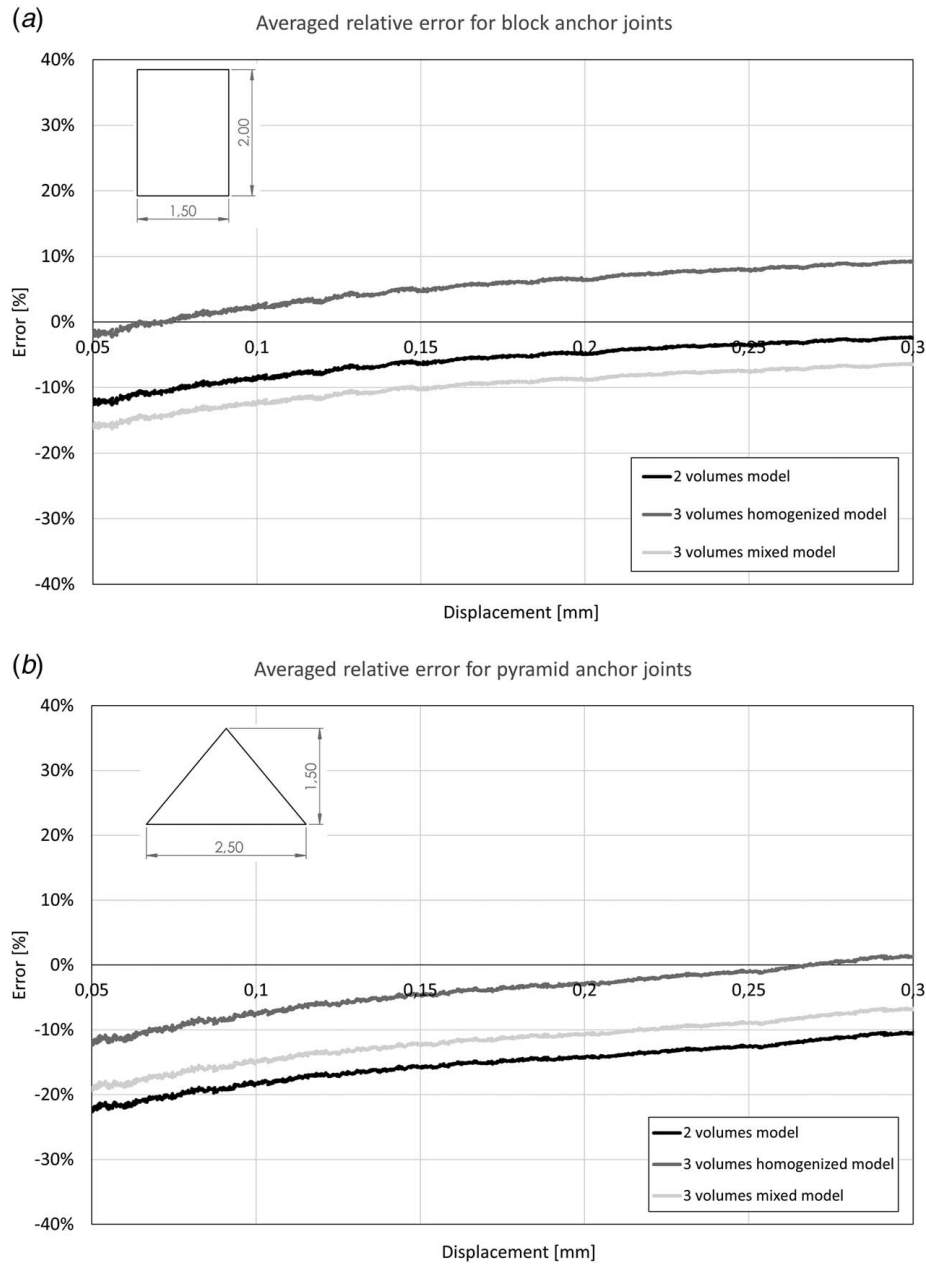 (a)
Averaged relative error for block anchor joints
40%
30%
20%
10%
0%
-10%
-20%
-30%
-40%
Error [%]
2,00
1,50
0,05
0,1
0,15
0,2
0,25
0,3
2 volumes model
3 volumes homogenized model
3 volumes mixed model
Displacement [mm]
(b)
Averaged relative error for pyramid anchor joints
40%
30%
20%
10%
0%
-10%
-20%
-30%
-40%
Error [%]
1,50
2,50
0,05
0,1
0,15
0,2
0,25
0,3
2 volumes model
3 volumes homogenized model
3 volumes mixed model
Displacement [mm]